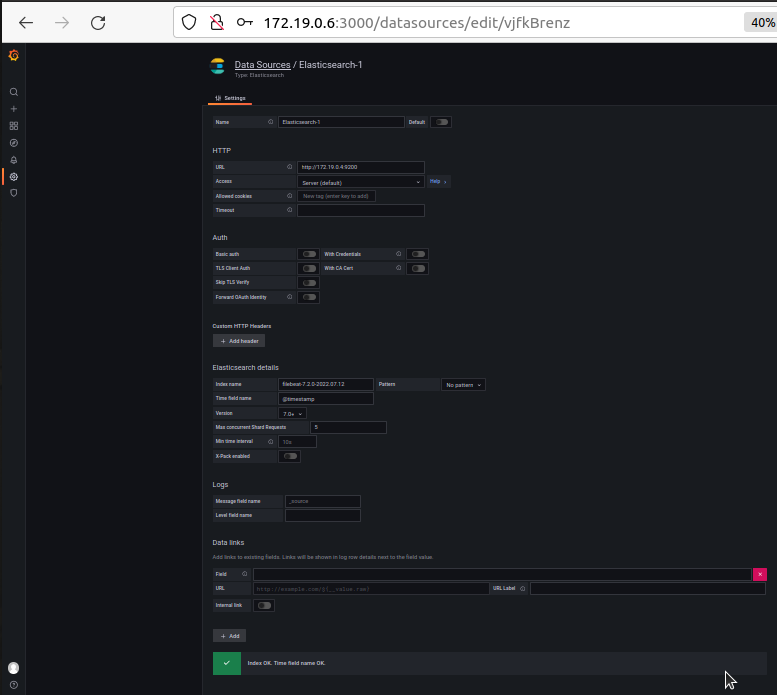 172.19.0.6:3000/datasources/edit/vjfkBrenz
40%
Data Sources / Elasticsearch-1
Type: Elasticsearch
Settings
Name Elasticsearch-1 Default
HTTP
URL http://172.19.0.4:9200
Access Server (default) Help ›
Allowed cookies New tag (enter key to add)
Timeout
Auth
Basic auth With Credentials
TLS Client Auth With CA Cert
Skip TLS Verify
Forward OAuth Identity
Custom HTTP Headers
+ Add header
Elasticsearch details
Index name filebeat-7.2.0-2022.07.12 Pattern No pattern
Time field name @timestamp
Version 7.0+
Max concurrent Shard Requests 5
Min time interval 10s
X-Pack enabled
Logs
Message field name _source
Level field name
Data links
Add links to existing fields. Links will be shown in log row details next to the field value.
Field
URL http://example.com/${__value.raw} URL Label
Internal link
+ Add
Index OK. Time field name OK.